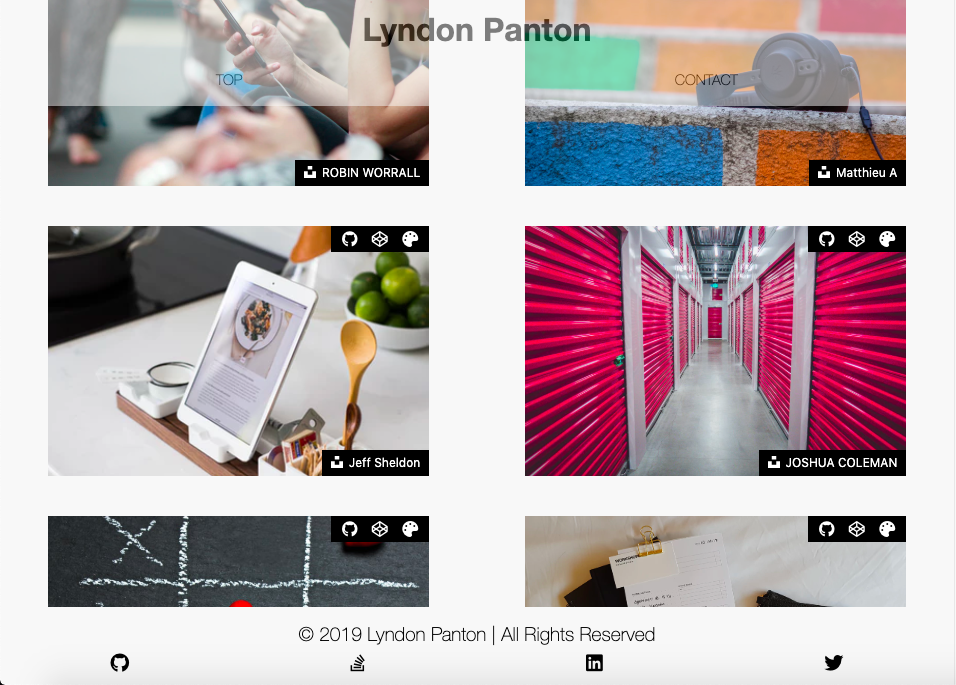 Lyndon Panton
TOP
CONTACT
ROBIN WORRALL
Matthieu A
Jeff Sheldon
JOSHUA COLEMAN
© 2019 Lyndon Panton | All Rights Reserved